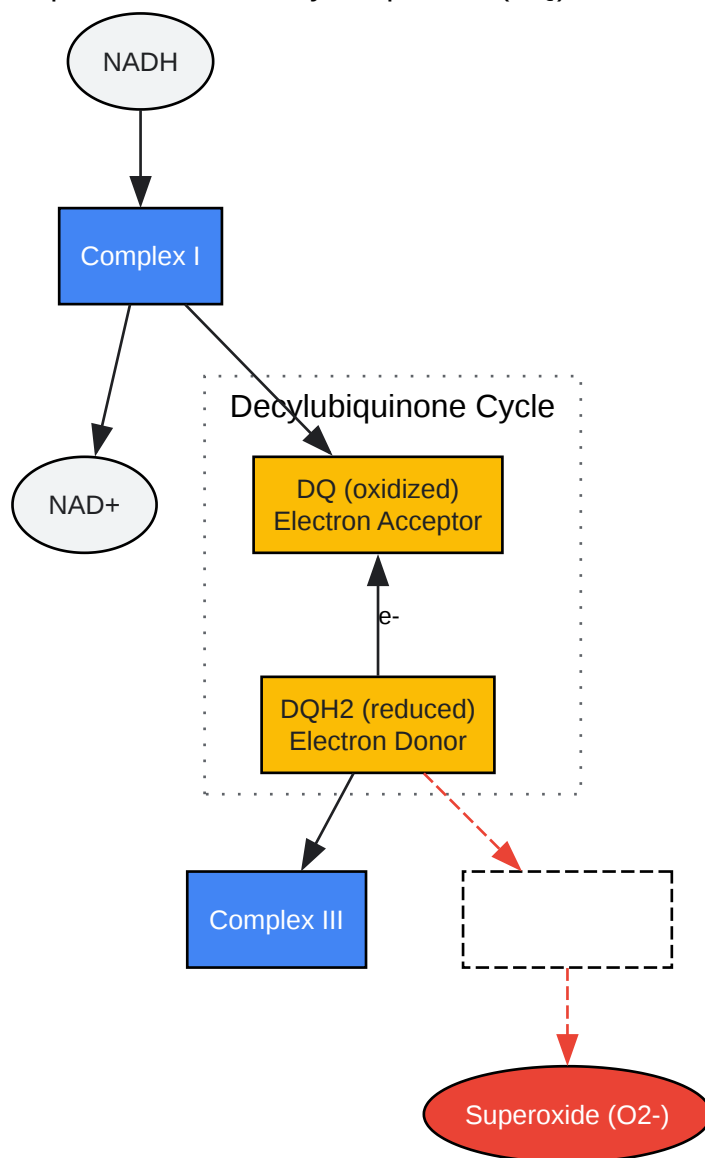 NADH
Complex I
Decylubiquinone Cycle
NAD+
DQ (oxidized)
Electron Acceptor
e-
DQH2 (reduced)
Electron Donor
Complex III
Superoxide (O2-)